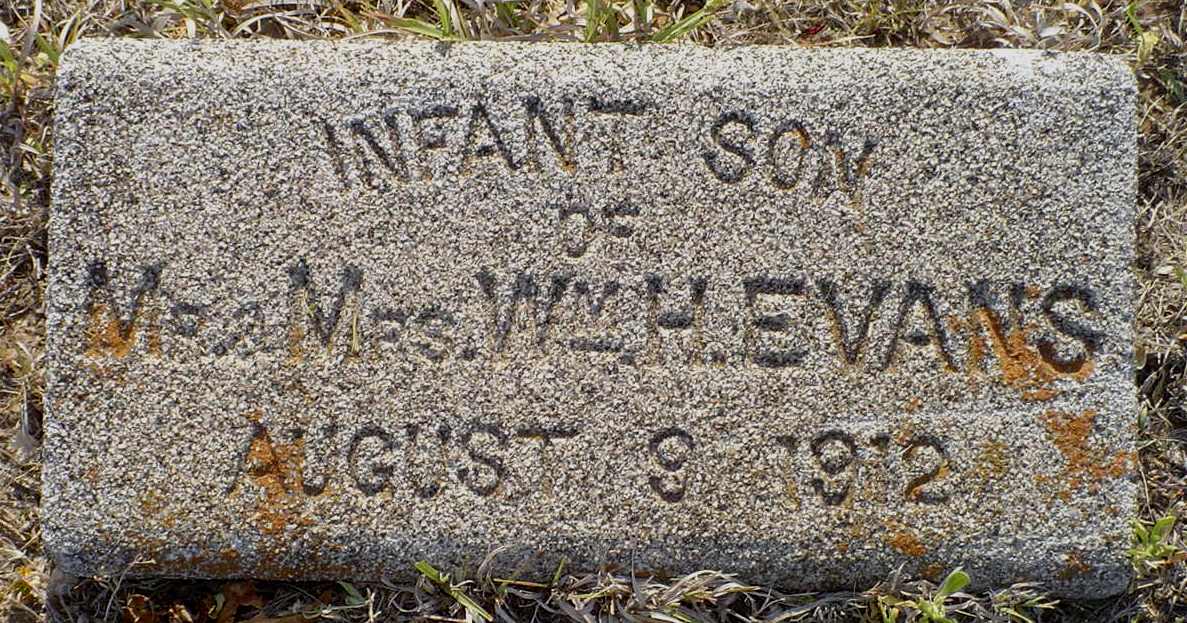 INFANT SON
OF
MR. & MRS. WM. H. EVANS
AUGUST 9 1912